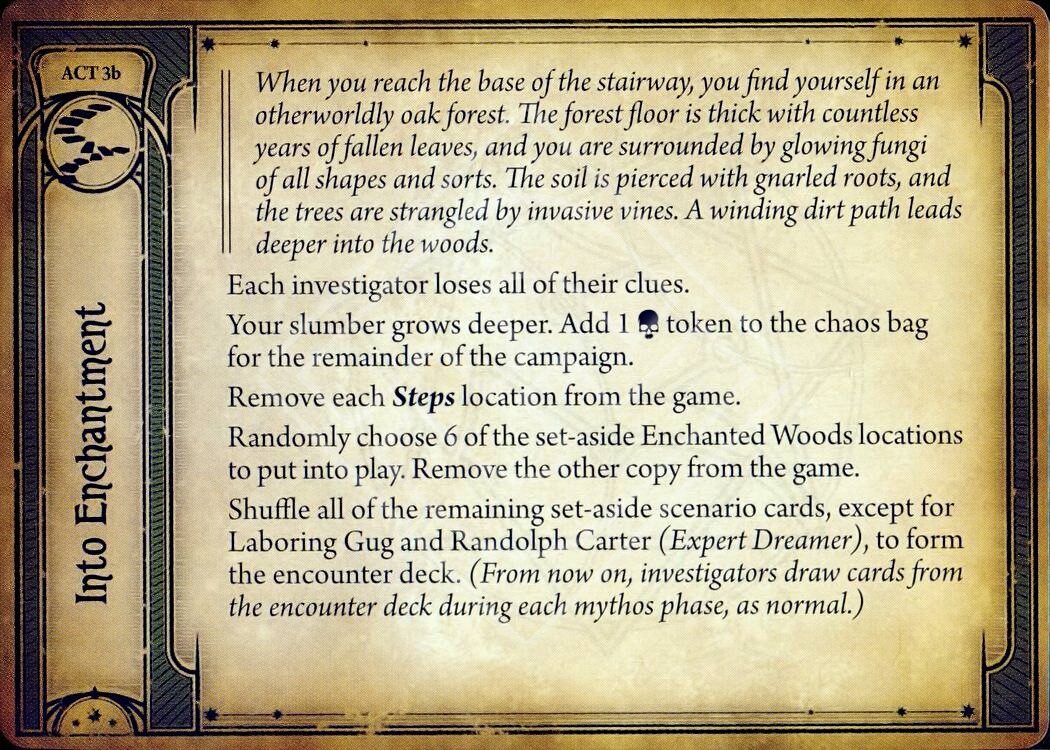 ACT 3b
Into Enchantment
When you reach the base of the stairway, you find yourself in an
otherworldly oak forest. The forest floor is thick with countless
years of fallen leaves, and you are surrounded by glowing fungi
of all shapes and sorts. The soil is pierced with gnarled roots, and
the trees are strangled by invasive vines. A winding dirt path leads
deeper into the woods.
Each investigator loses all of their clues.
Your slumber grows deeper. Add 1 token to the chaos bag
for the remainder of the campaign.
Remove each Steps location from the game.
Randomly choose 6 of the set-aside Enchanted Woods locations
to put into play. Remove the other copy from the game.
Shuffle all of the remaining set-aside scenario cards, except for
Laboring Gug and Randolph Carter (Expert Dreamer), to form
the encounter deck. (From now on, investigators draw cards from
the encounter deck during each mythos phase, as normal.)